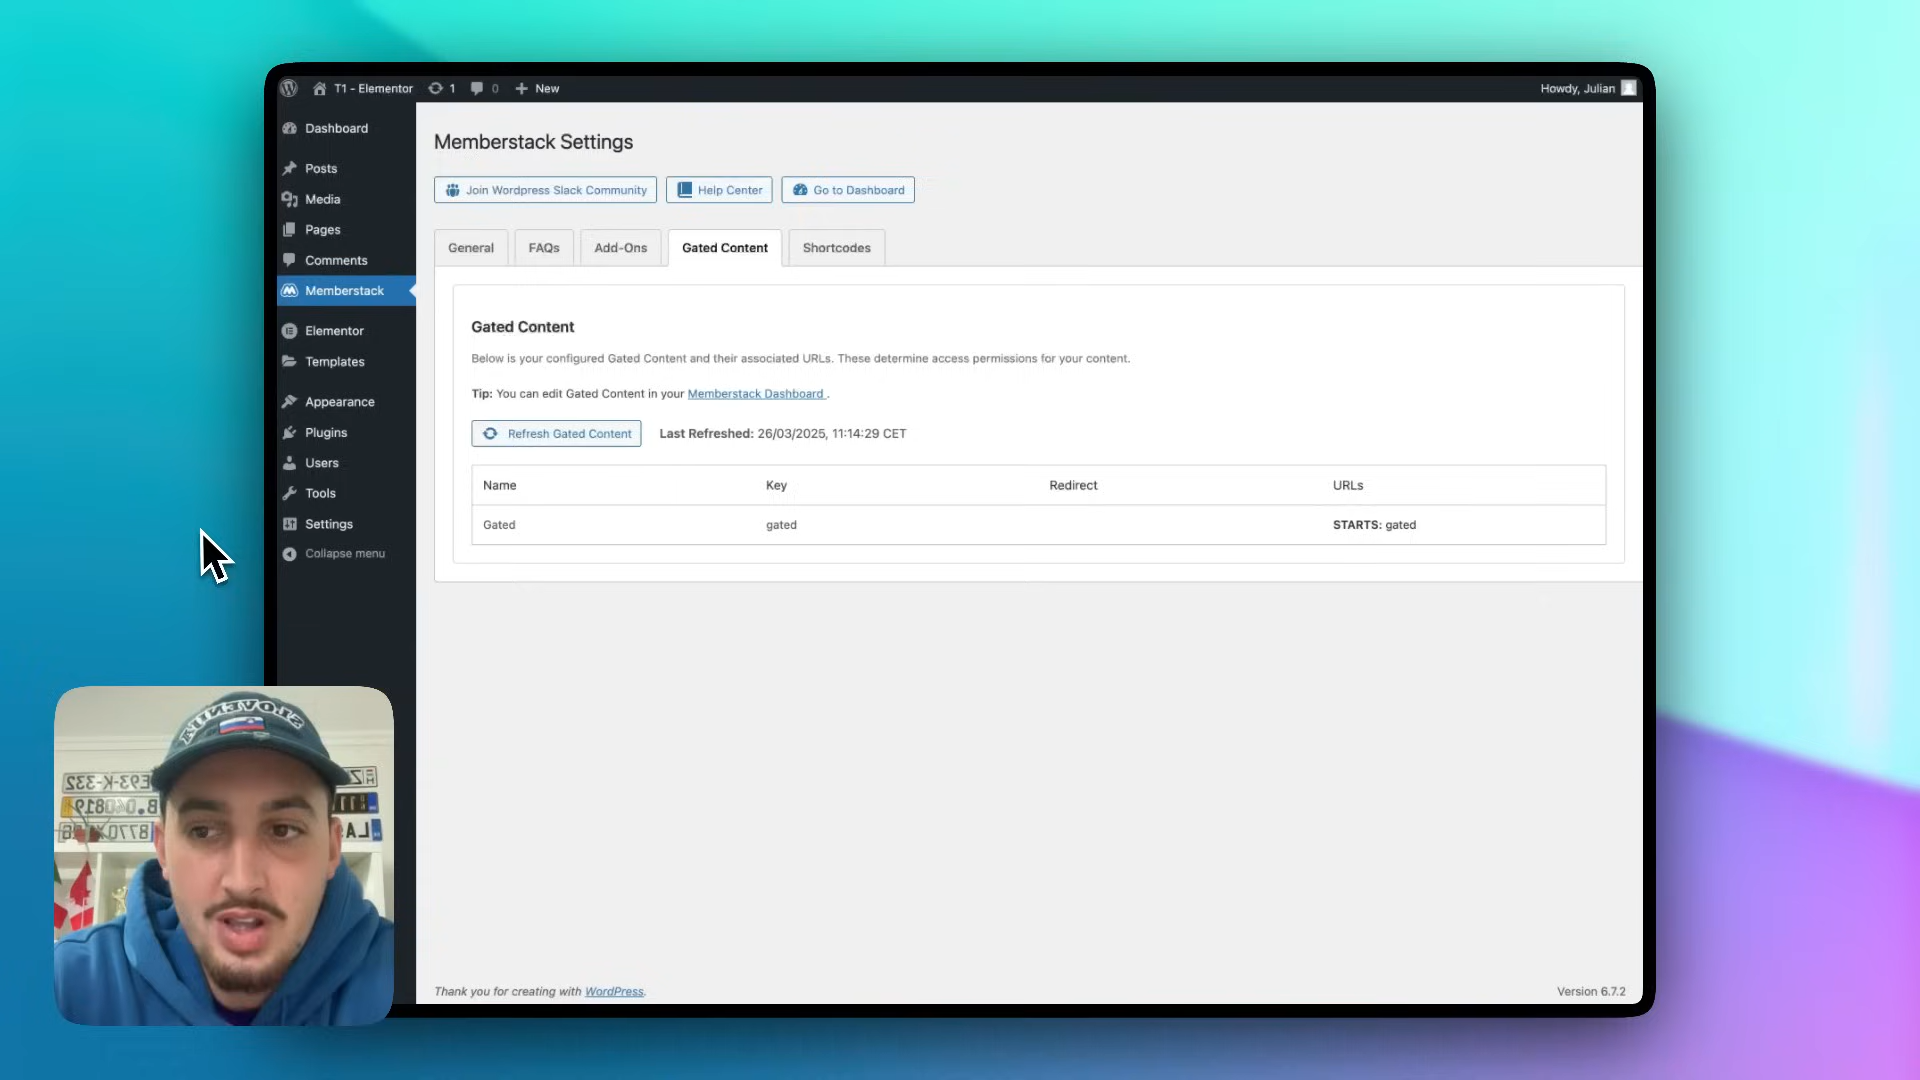 T1 - Elementor 1 0 New Howdy, Julian
Dashboard
Posts
Media
Pages
Comments
Memberstack
Elementor
Templates
Appearance
Plugins
Users
Tools
Settings
Collapse menu
Memberstack Settings
Join Wordpress Slack Community Help Center Go to Dashboard
General FAQs Add-Ons Gated Content Shortcodes
Gated Content
Below is your configured Gated Content and their associated URLs. These determine access permissions for your content.
Tip: You can edit Gated Content in your Memberstack Dashboard .
Refresh Gated Content Last Refreshed: 26/03/2025, 11:14:29 CET
Name Key Redirect URLs
Gated gated STARTS: gated
Thank you for creating with WordPress. Version 6.7.2
SLOVENIJA